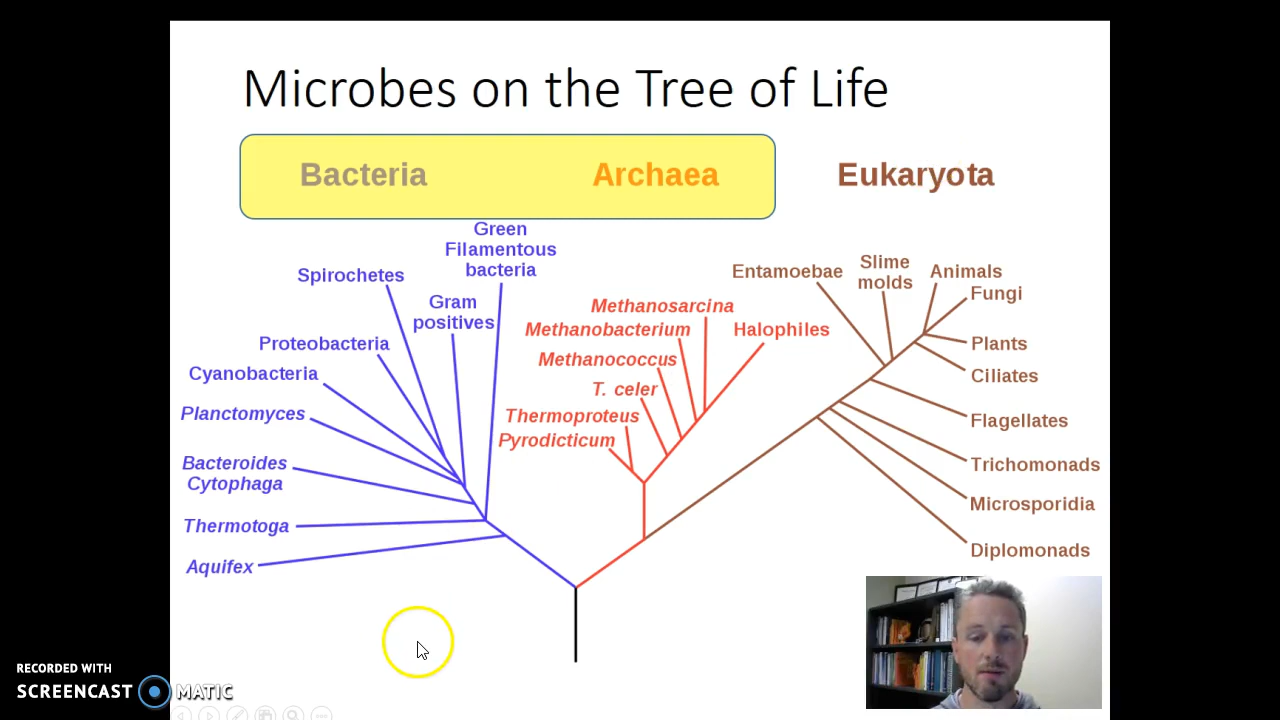 Microbes on the Tree of Life
Bacteria
Archaea
Eukaryota
Green
Filamentous
bacteria
Spirochetes
Gram
positives
Proteobacteria
Cyanobacteria
Planctomyces
Bacteroides
Cytophaga
Thermotoga
Aquifex
Methanosarcina
Methanobacterium
Halophiles
Methanococcus
T. celer
Thermoproteus
Pyrodicticum
Entamoebae
Slime
molds
Animals
Fungi
Plants
Ciliates
Flagellates
Trichomonads
Microsporidia
Diplomonads
RECORDED WITH
SCREENCAST MATIC